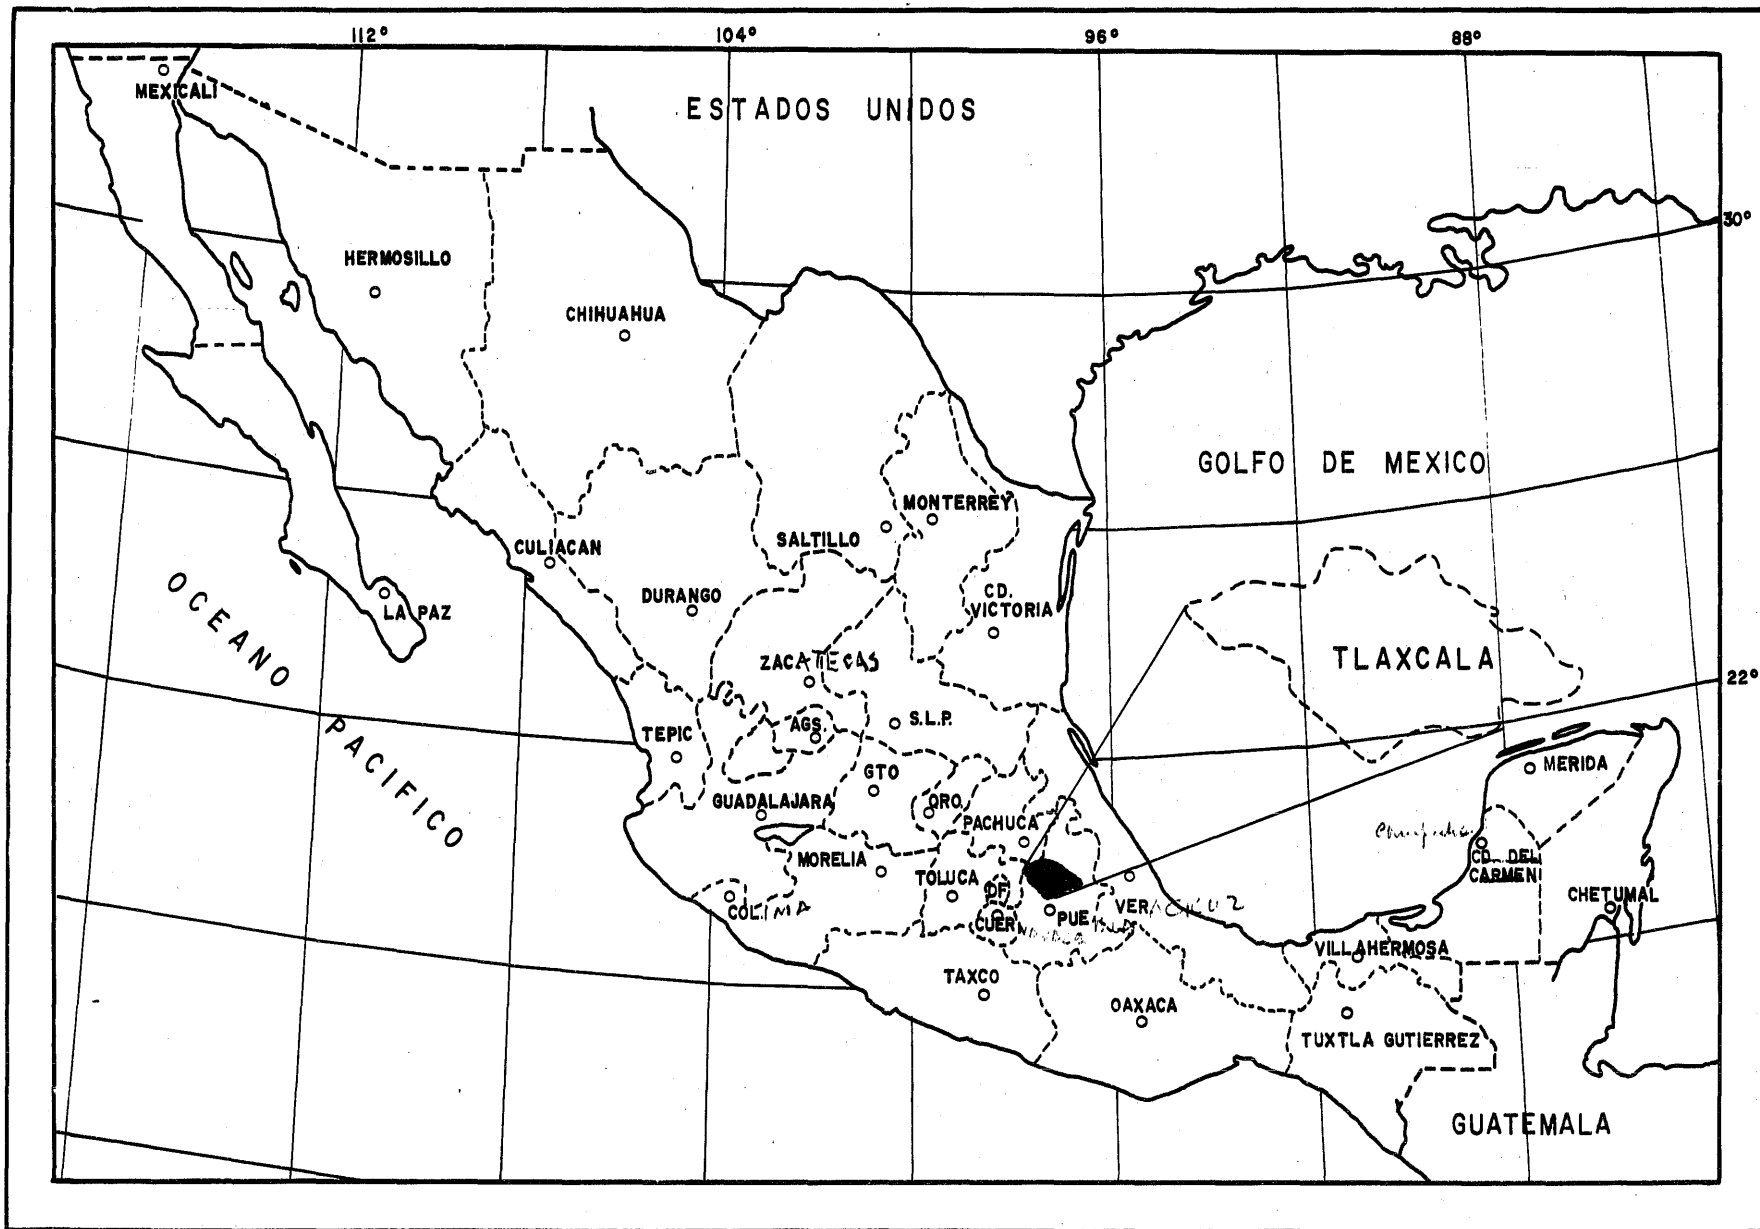 112° 104° 96° 88°
MEXICALI
ESTADOS UNIDOS
30°
HERMOSILLO
CHIHUAHUA
GOLFO DE MEXICO
MONTERREY
SALTILLO
CULIACAN
DURANGO
CD.
VICTORIA
LA PAZ
OCEANO
PACIFICO
ZACATECAS
TLAXCALA
22°
AGS.
S.L.P.
TEPIC
GTO
MERIDA
GUADALAJARA
QRO.
PACHUCA
MORELIA
TOLUCA
CD. DEL
CARMEN
DF
CHETUMAL
COLIMA
CUER
PUE
VERACRUZ
VILLAHERMOSA
TAXCO
OAXACA
TUXTLA GUTIERREZ
GUATEMALA